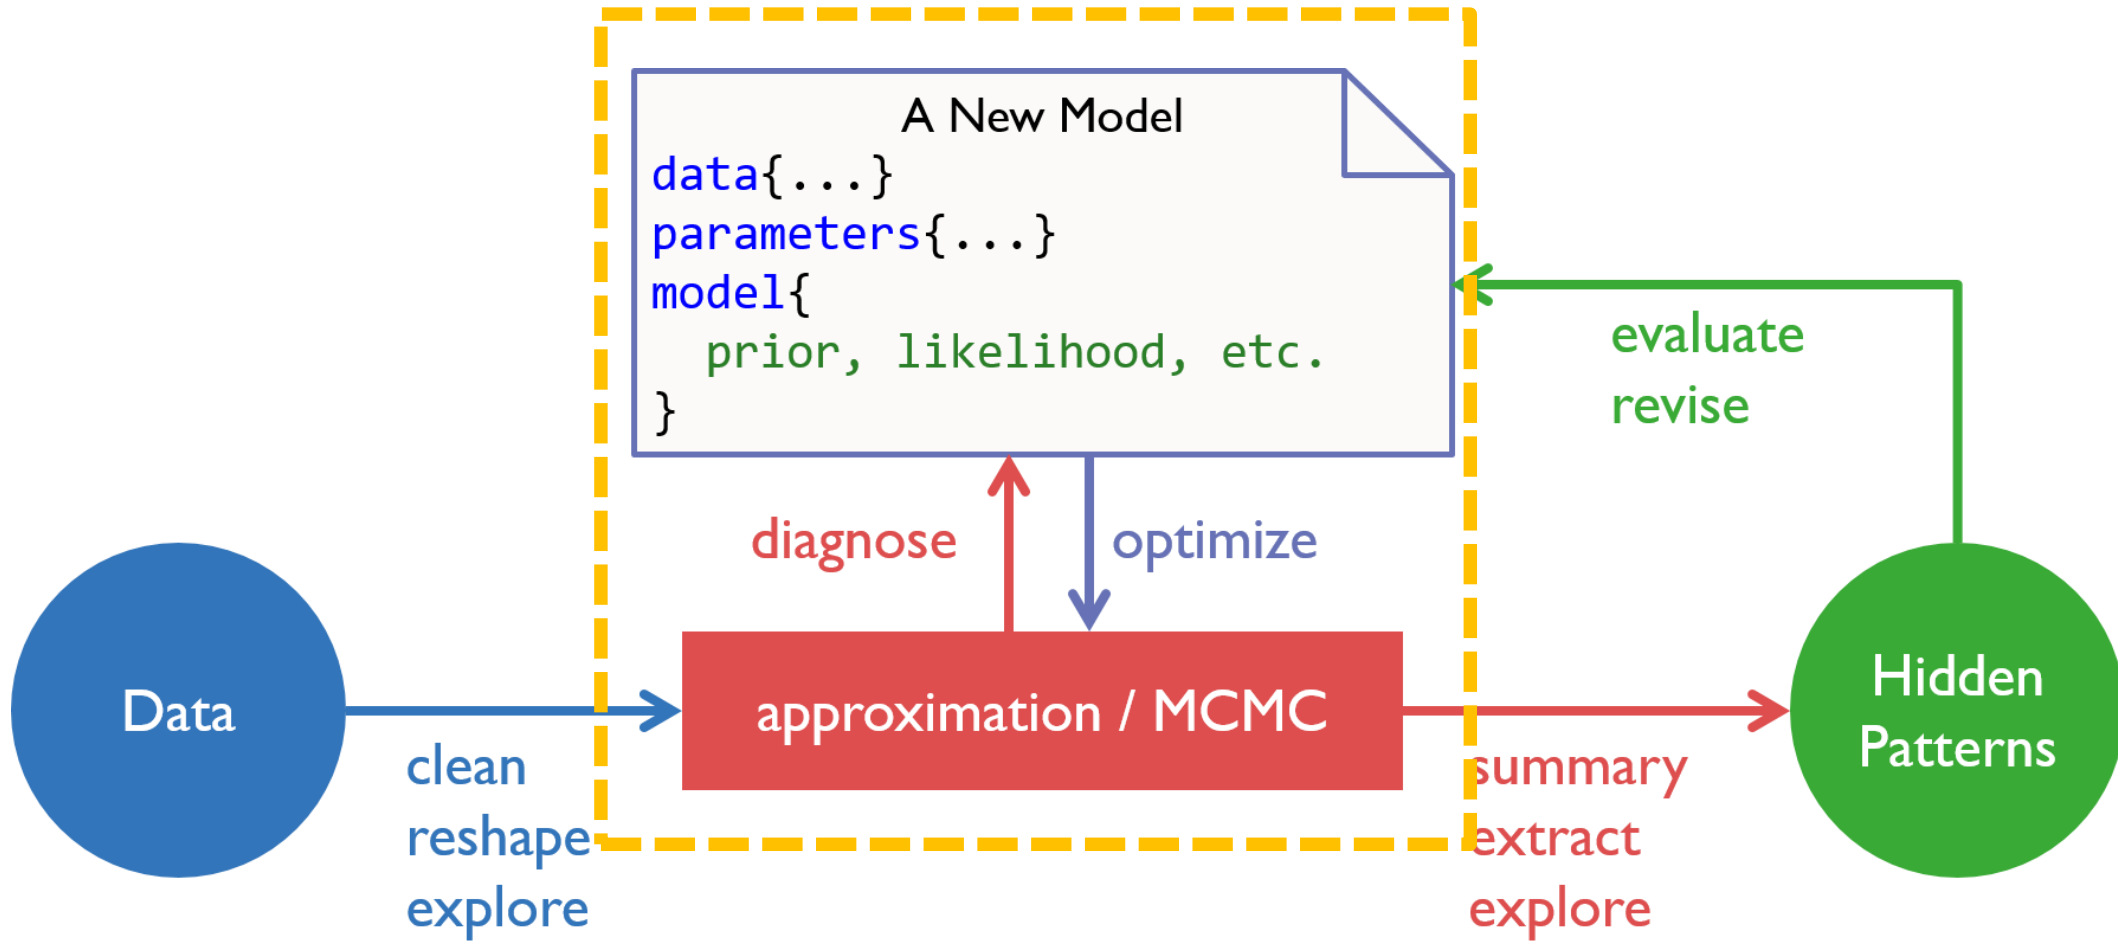 A New Model
data{...}
parameters{...}
model{
  prior, likelihood, etc.
}
evaluate
revise
diagnose
optimize
Data
clean
reshape
explore
approximation / MCMC
summary
extract
explore
Hidden
Patterns